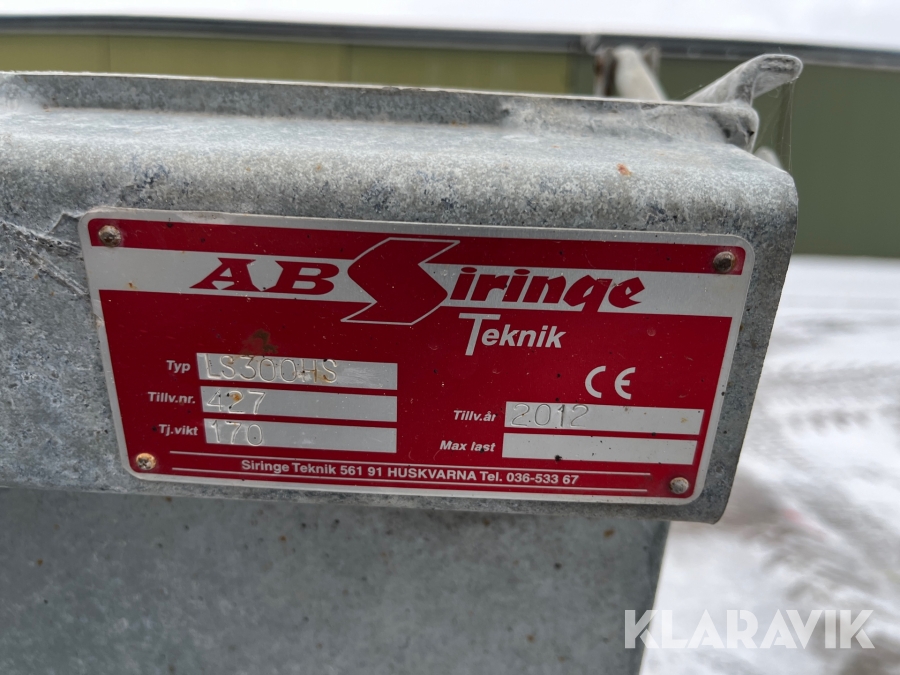 AB Siringe
Teknik
Typ LS300HS
CE
Tillv.nr. 427
Tillv.år 2012
Tj.vikt 170
Max last
Siringe Teknik 561 91 HUSKVARNA Tel. 036-533 67
KLARAVIK